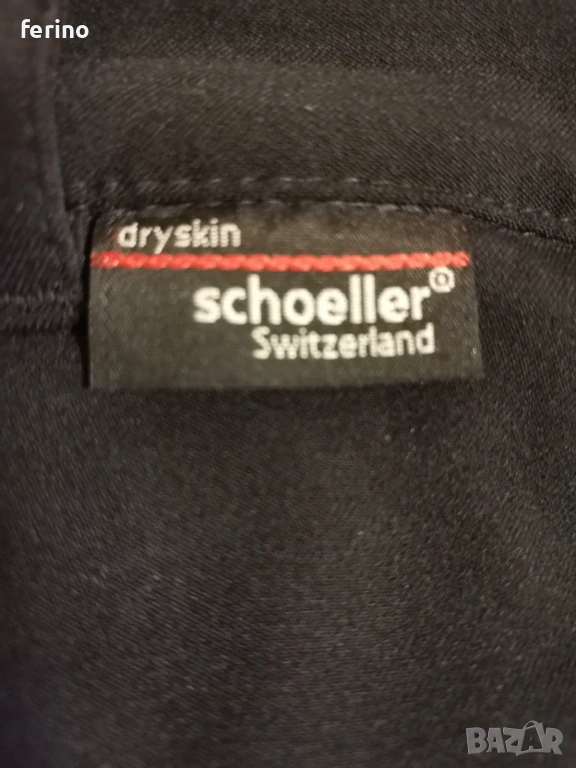 ferino
dryskin
schoeller®
Switzerland
BAZAR